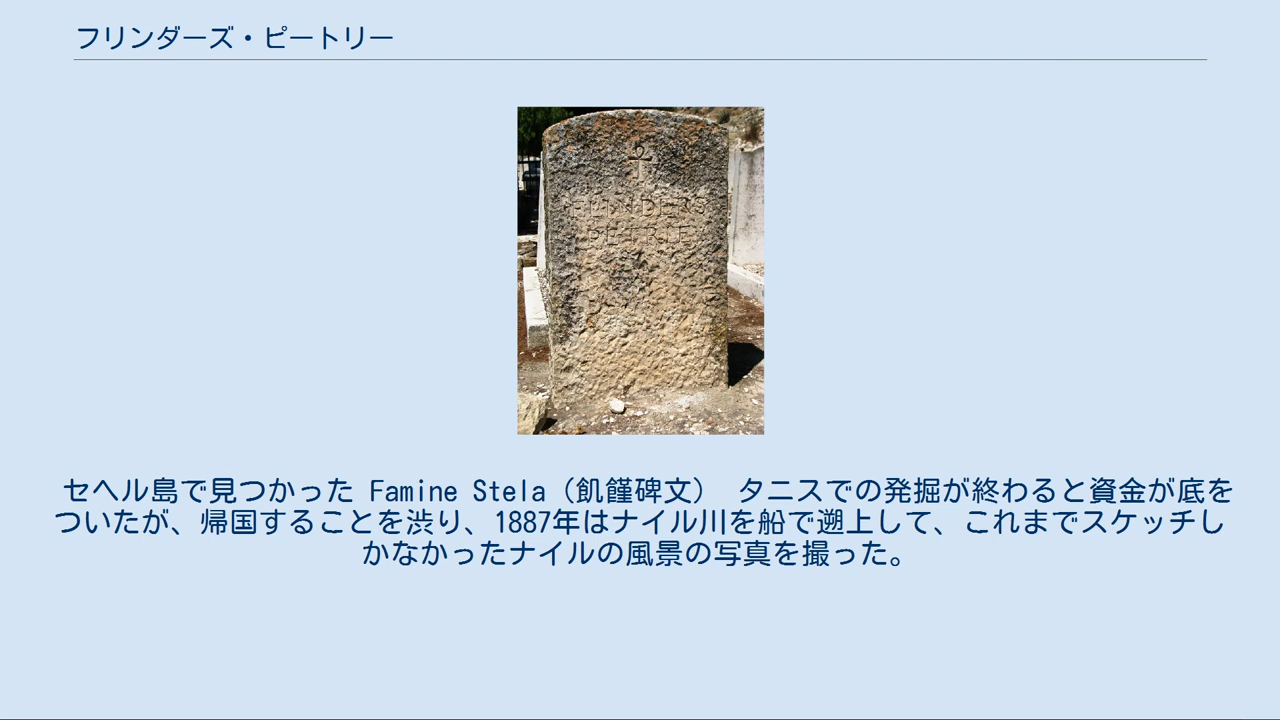 フリンダーズ・ピートリー
FLINDERS
PETRIE
セヘル島で見つかった Famine Stela（飢饉碑文） タニスでの発掘が終わると資金が底を
ついたが、帰国することを渋り、1887年はナイル川を船で遡上して、これまでスケッチし
かなかったナイルの風景の写真を撮った。